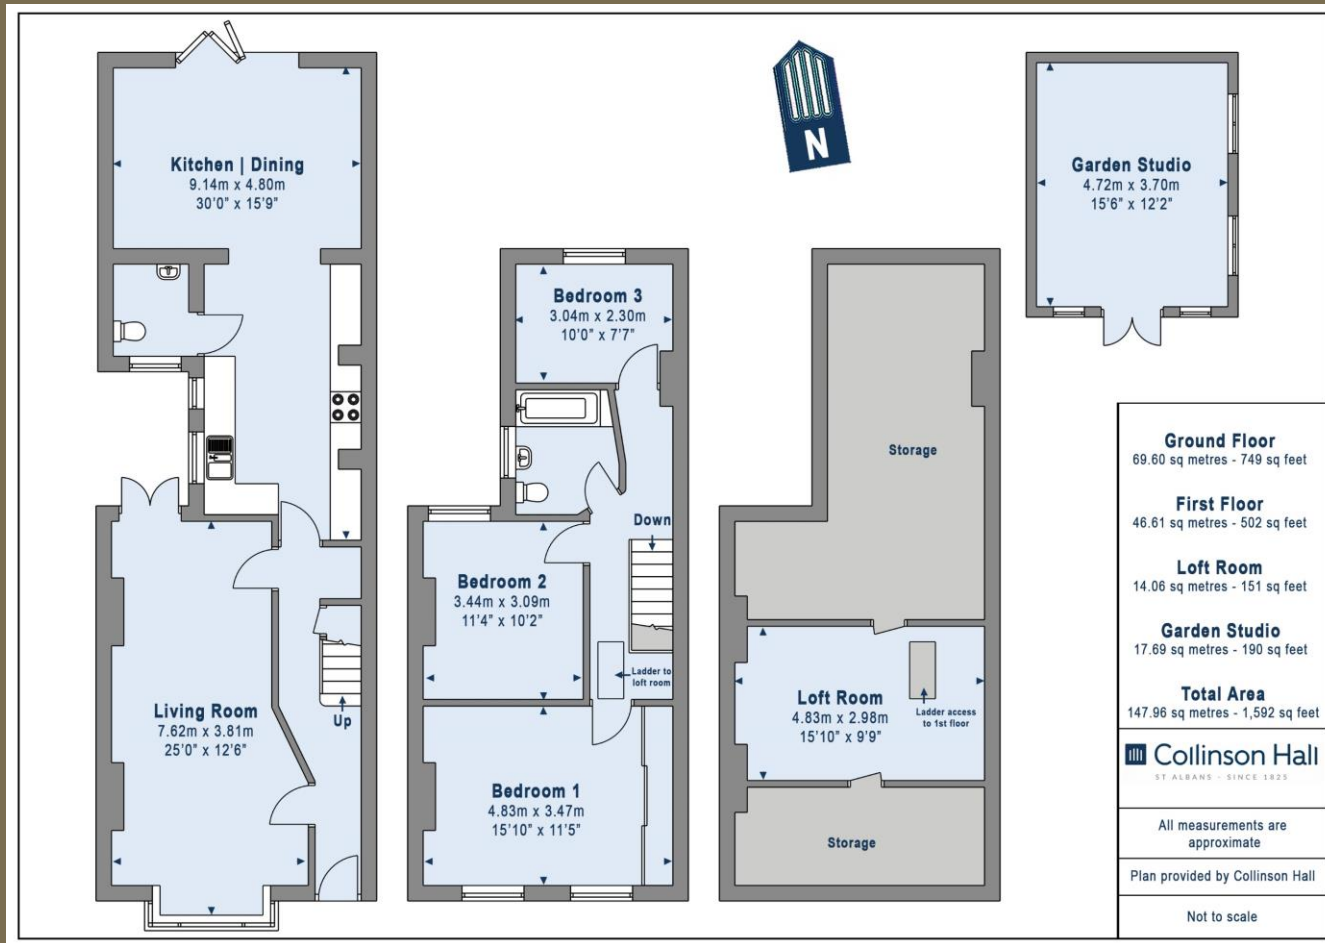 Kitchen | Dining
9.14m x 4.80m
30'0" x 15'9"
N
Garden Studio
4.72m x 3.70m
15'6" x 12'2"
Bedroom 3
3.04m x 2.30m
10'0" x 7'7"
Storage
Down
Bedroom 2
3.44m x 3.09m
11'4" x 10'2"
Ladder to
loft room
Living Room
7.62m x 3.81m
25'0" x 12'6"
Up
Loft Room
4.83m x 2.98m
15'10" x 9'9"
Ladder access
to 1st floor
Bedroom 1
4.83m x 3.47m
15'10" x 11'5"
Storage
Ground Floor
69.60 sq metres - 749 sq feet
First Floor
46.61 sq metres - 502 sq feet
Loft Room
14.06 sq metres - 151 sq feet
Garden Studio
17.69 sq metres - 190 sq feet
Total Area
147.96 sq metres - 1,592 sq feet
Collinson Hall
ST ALBANS - SINCE 1825
All measurements are
approximate
Plan provided by Collinson Hall
Not to scale